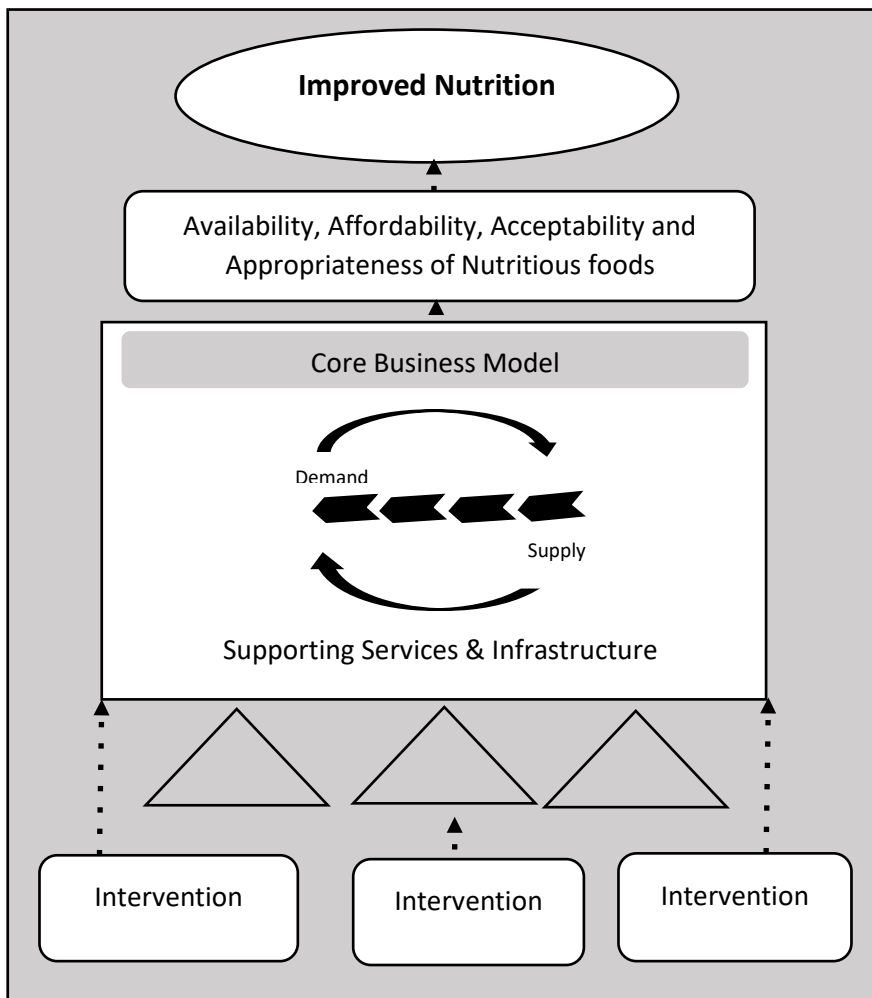 Improved Nutrition
Availability, Affordability, Acceptability and
Appropriateness of Nutritious foods
Core Business Model
Demand
Supply
Supporting Services & Infrastructure
Intervention
Intervention
Intervention